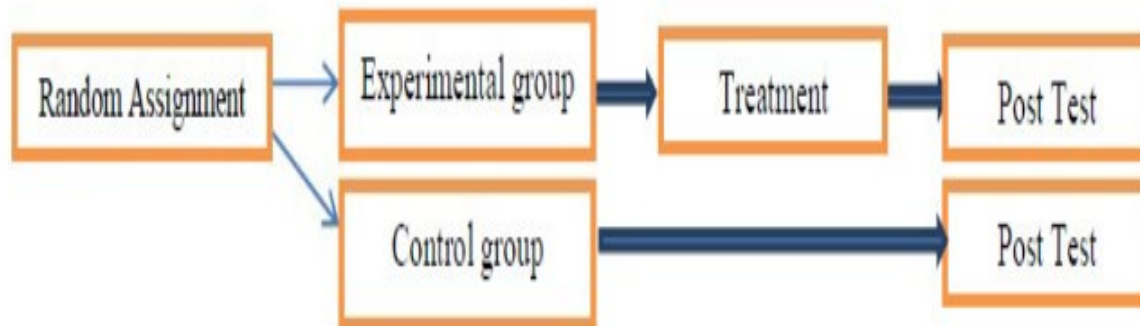 Random Assignment
Experimental group
Treatment
Post Test
Control group
Post Test